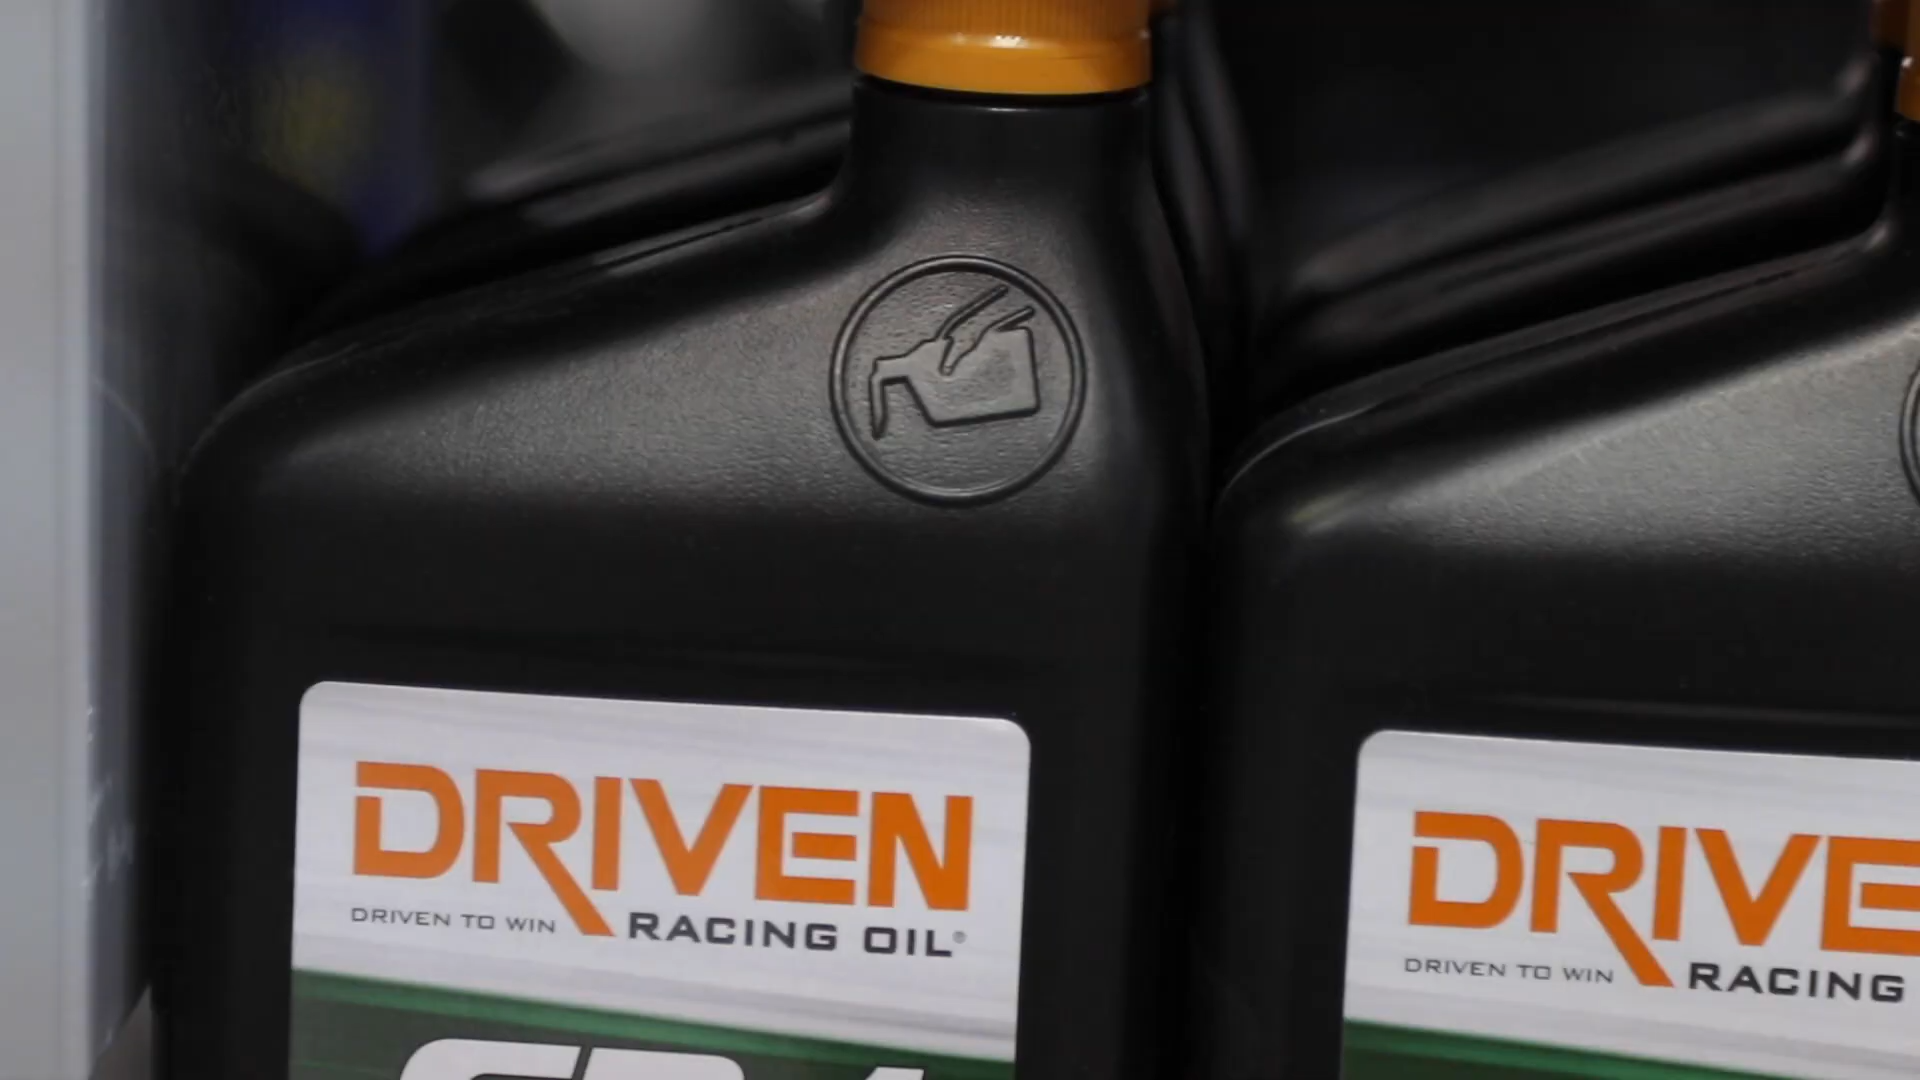 DRIVEN
DRIVEN TO WIN RACING OIL®
DRIVE
DRIVEN TO WIN RACING